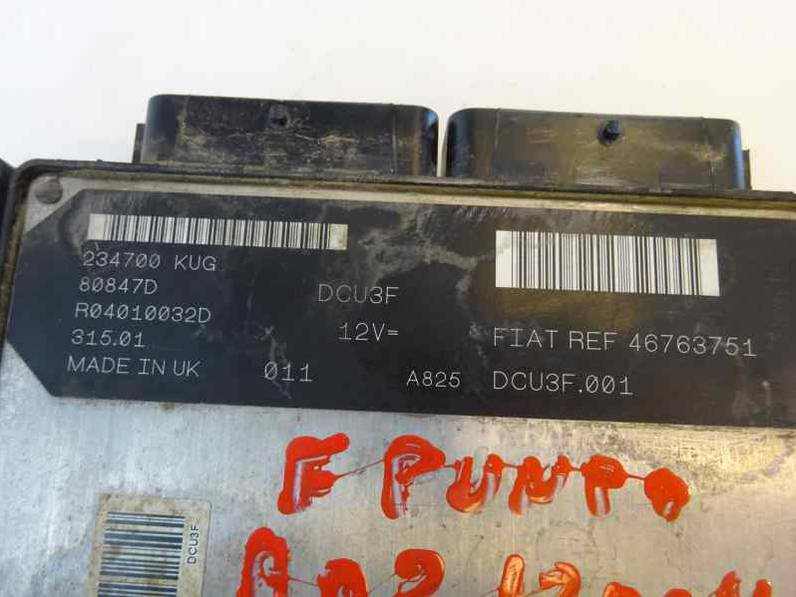 234700 KUG
80847D
R04010032D
315.01
MADE IN UK 011
DCU3F
12V=
FIAT REF 46763751
A825 DCU3F.001
F PUNTO
DCU3F